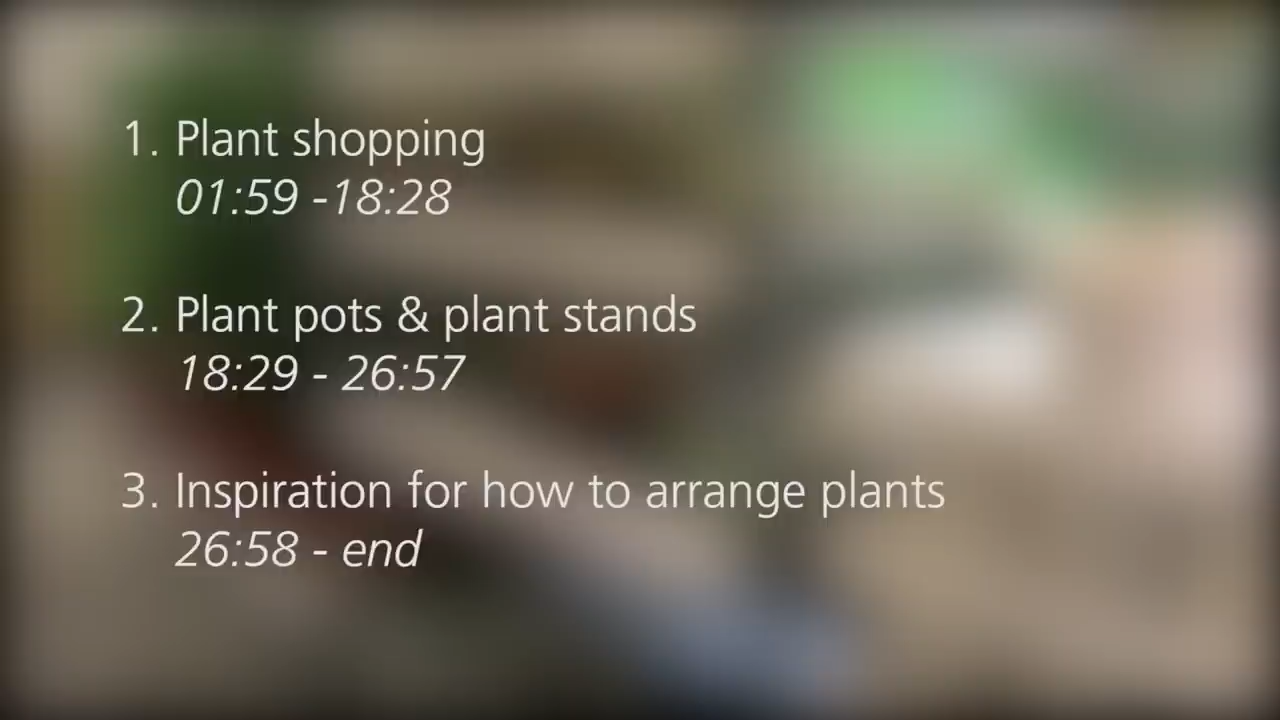 1. Plant shopping
01:59 -18:28
2. Plant pots & plant stands
18:29 - 26:57
3. Inspiration for how to arrange plants
26:58 - end